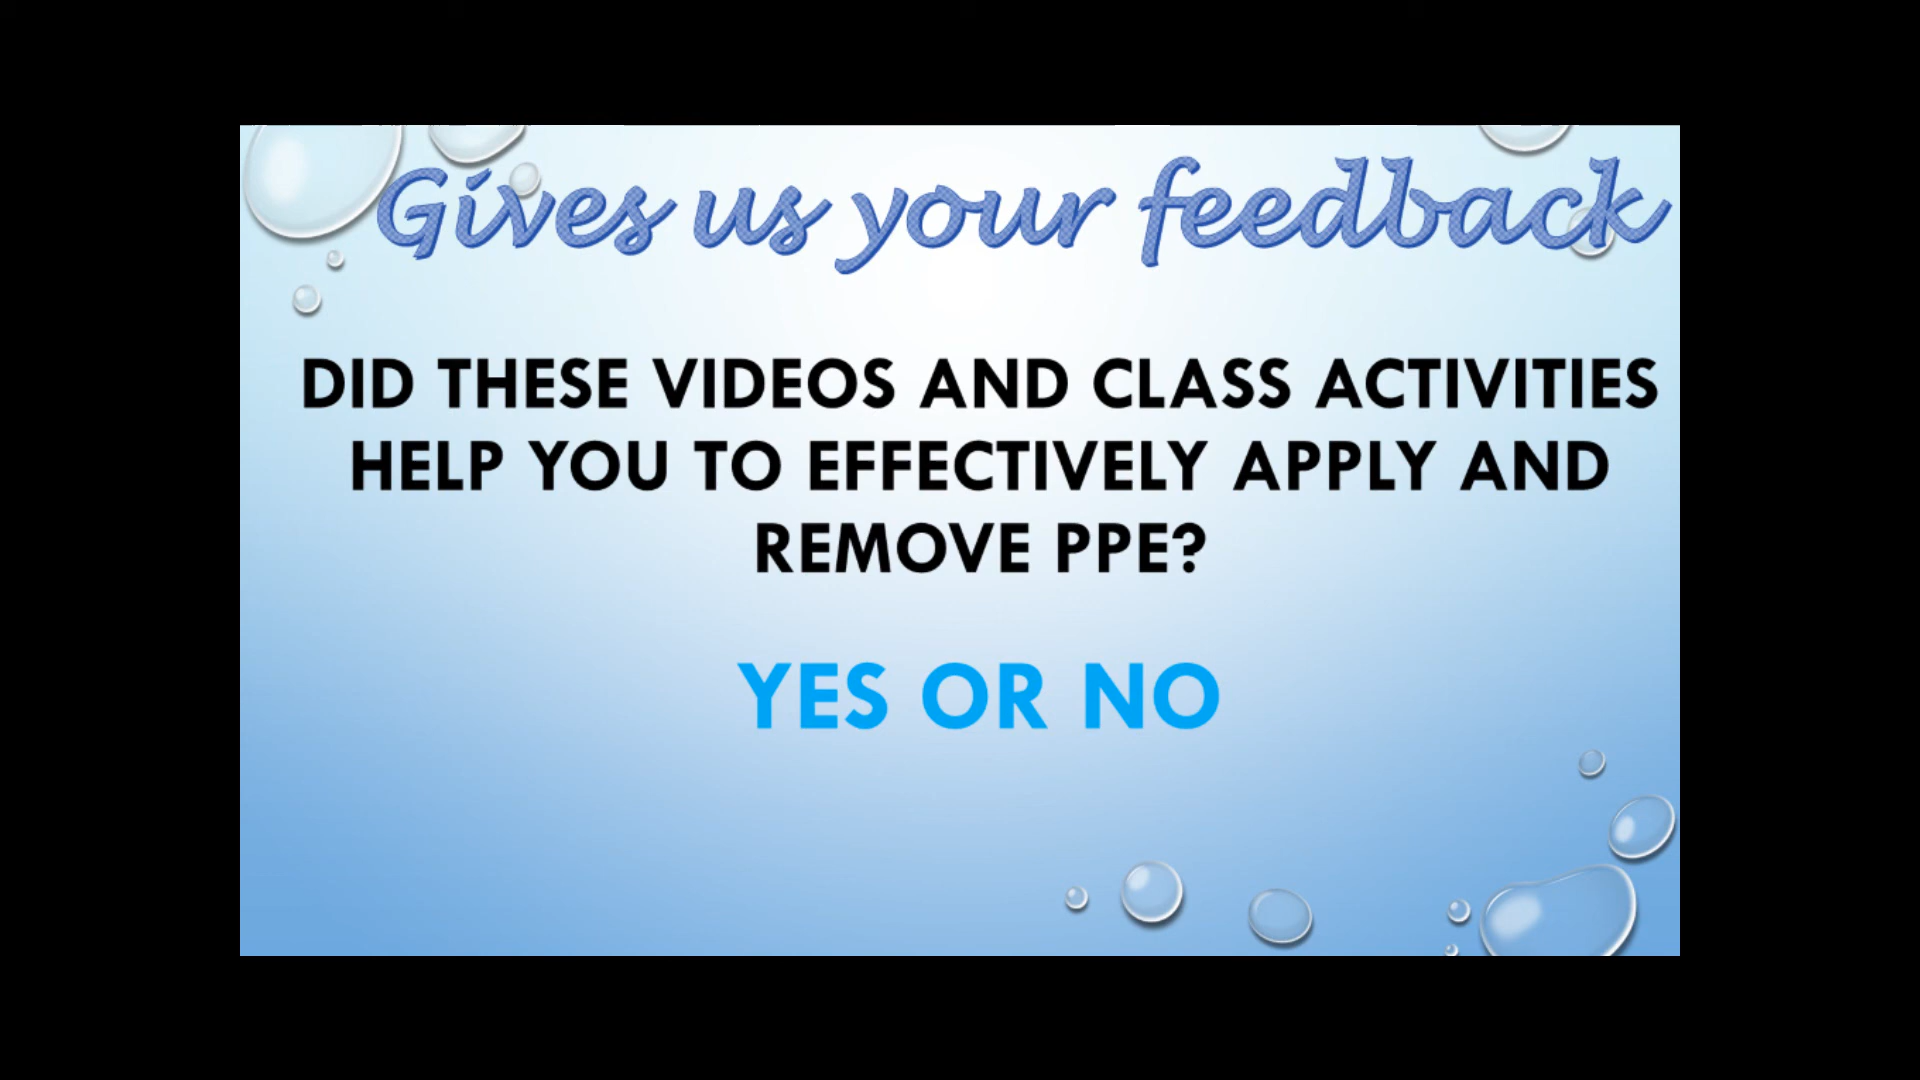 Gives us your feedback
DID THESE VIDEOS AND CLASS ACTIVITIES
HELP YOU TO EFFECTIVELY APPLY AND
REMOVE PPE?
YES OR NO